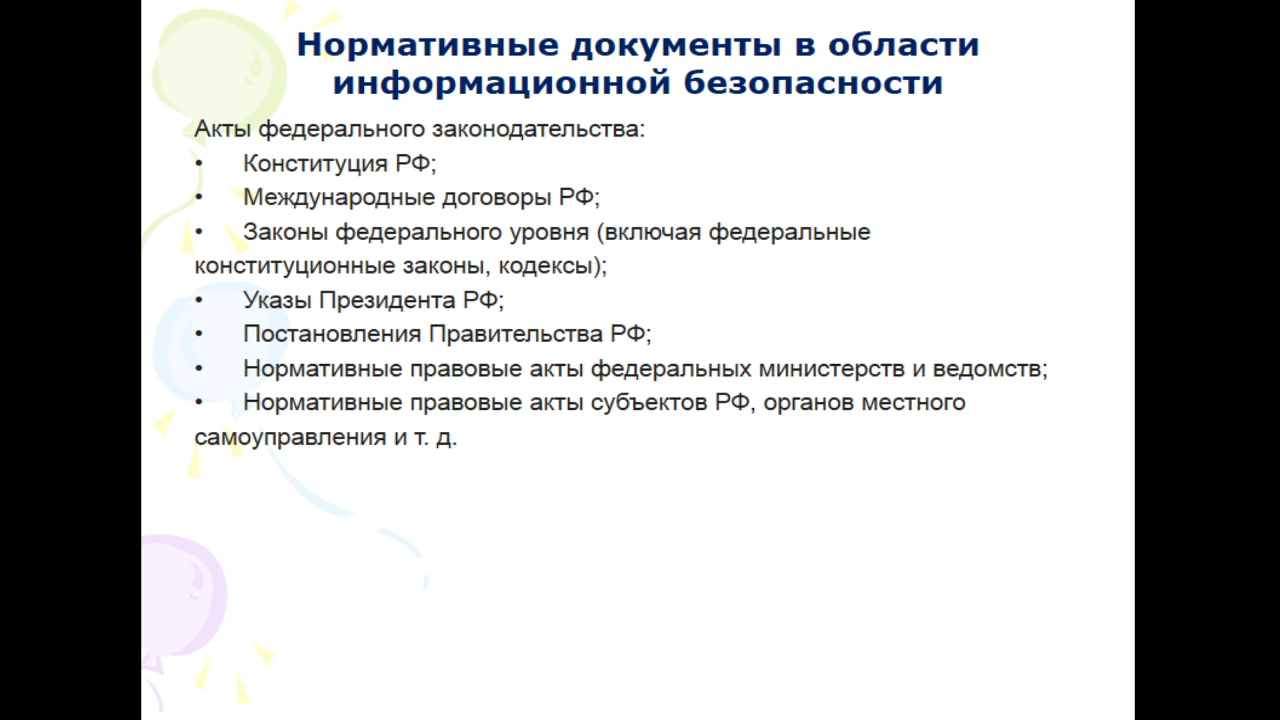 Нормативные документы в области
информационной безопасности
Акты федерального законодательства:
• Конституция РФ;
• Международные договоры РФ;
• Законы федерального уровня (включая федеральные
конституционные законы, кодексы);
• Указы Президента РФ;
• Постановления Правительства РФ;
• Нормативные правовые акты федеральных министерств и ведомств;
• Нормативные правовые акты субъектов РФ, органов местного
самоуправления и т. д.